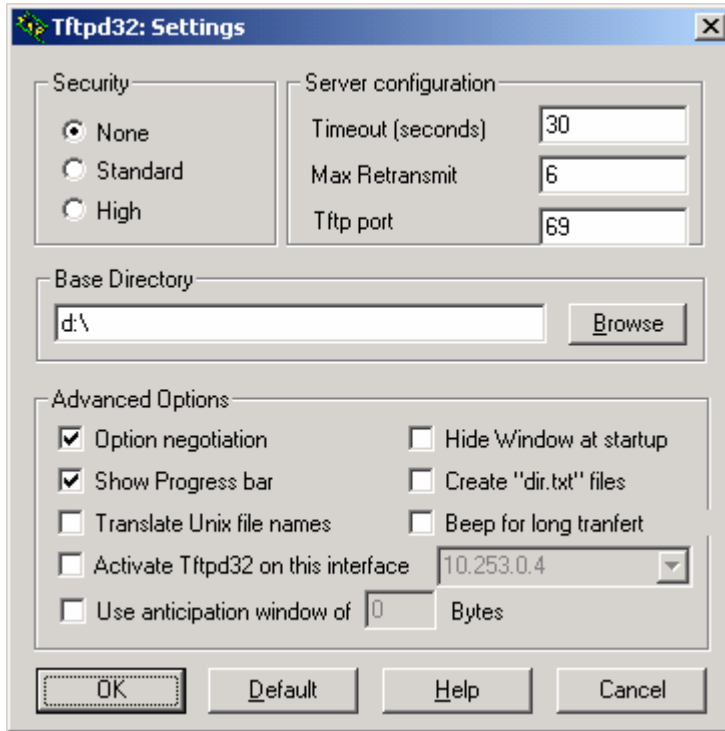 Tftpd32: Settings
Security
None
Standard
High
Server configuration
Timeout (seconds) 30
Max Retransmit 6
Tftp port 69
Base Directory
d:\
Browse
Advanced Options
Option negotiation
Hide Window at startup
Show Progress bar
Create "dir.txt" files
Translate Unix file names
Beep for long tranfert
Activate Tftpd32 on this interface 10.253.0.4
Use anticipation window of 0 Bytes
OK Default Help Cancel